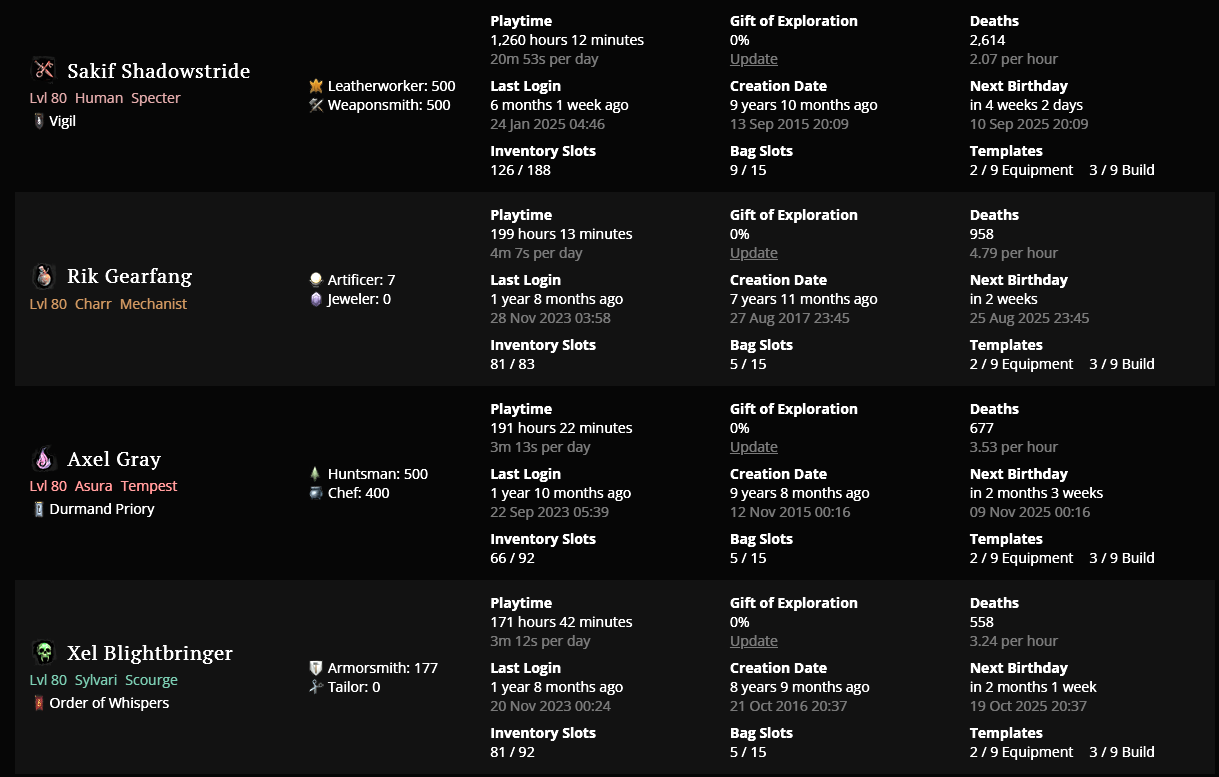 Sakif Shadowstride
Lvl 80 Human Specter
Vigil
Leatherworker: 500
Weaponsmith: 500
Playtime
1,260 hours 12 minutes
20m 53s per day
Gift of Exploration
0%
Update
Deaths
2,614
2.07 per hour
Last Login
6 months 1 week ago
24 Jan 2025 04:46
Creation Date
9 years 10 months ago
13 Sep 2015 20:09
Next Birthday
in 4 weeks 2 days
10 Sep 2025 20:09
Inventory Slots
126 / 188
Bag Slots
9 / 15
Templates
2 / 9 Equipment 3 / 9 Build
Rik Gearfang
Lvl 80 Charr Mechanist
Artificer: 7
Jeweler: 0
Playtime
199 hours 13 minutes
4m 7s per day
Gift of Exploration
0%
Update
Deaths
958
4.79 per hour
Last Login
1 year 8 months ago
28 Nov 2023 03:58
Creation Date
7 years 11 months ago
27 Aug 2017 23:45
Next Birthday
in 2 weeks
25 Aug 2025 23:45
Inventory Slots
81 / 83
Bag Slots
5 / 15
Templates
2 / 9 Equipment 3 / 9 Build
Axel Gray
Lvl 80 Asura Tempest
Durmand Priory
Huntsman: 500
Chef: 400
Playtime
191 hours 22 minutes
3m 13s per day
Gift of Exploration
0%
Update
Deaths
677
3.53 per hour
Last Login
1 year 10 months ago
22 Sep 2023 05:39
Creation Date
9 years 8 months ago
12 Nov 2015 00:16
Next Birthday
in 2 months 3 weeks
09 Nov 2025 00:16
Inventory Slots
66 / 92
Bag Slots
5 / 15
Templates
2 / 9 Equipment 3 / 9 Build
Xel Blightbringer
Lvl 80 Sylvari Scourge
Order of Whispers
Armorsmith: 177
Tailor: 0
Playtime
171 hours 42 minutes
3m 12s per day
Gift of Exploration
0%
Update
Deaths
558
3.24 per hour
Last Login
1 year 8 months ago
20 Nov 2023 00:24
Creation Date
8 years 9 months ago
21 Oct 2016 20:37
Next Birthday
in 2 months 1 week
19 Oct 2025 20:37
Inventory Slots
81 / 92
Bag Slots
5 / 15
Templates
2 / 9 Equipment 3 / 9 Build